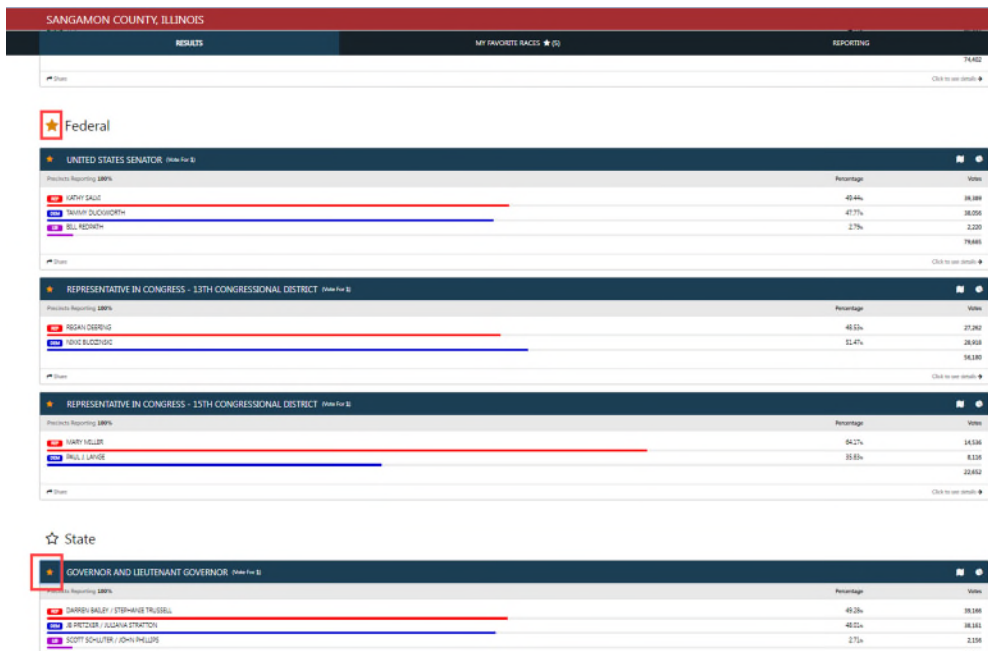 SANGAMON COUNTY, ILLINOIS
RESULTS MY FAVORITE RACES ★ (5) REPORTING
74,402
Share Click to see details
Federal
UNITED STATES SENATOR (Vote For 1)
Precincts Reporting 100% Percentage Votes
REP KATHY SALVI 49.44% 39,389
DEM TAMMY DUCKWORTH 47.77% 38,056
LIB BILL REDPATH 2.79% 2,220
79,665
Share Click to see details
REPRESENTATIVE IN CONGRESS - 13TH CONGRESSIONAL DISTRICT (Vote For 1)
Precincts Reporting 100% Percentage Votes
REP REGAN DEERING 48.53% 27,262
DEM NIKKI BUDZINSKI 51.47% 28,918
56,180
Share Click to see details
REPRESENTATIVE IN CONGRESS - 15TH CONGRESSIONAL DISTRICT (Vote For 1)
Precincts Reporting 100% Percentage Votes
REP MARY MILLER 64.17% 14,536
DEM PAUL J. LANGE 35.83% 8,116
22,652
Share Click to see details
State
GOVERNOR AND LIEUTENANT GOVERNOR (Vote For 1)
Precincts Reporting 100% Percentage Votes
REP DARREN BAILEY / STEPHANIE TRUSSELL 49.28% 39,166
DEM JB PRITZKER / JULIANA STRATTON 48.01% 38,161
LIB SCOTT SCHLUTER / JOHN PHILLIPS 2.71% 2,156